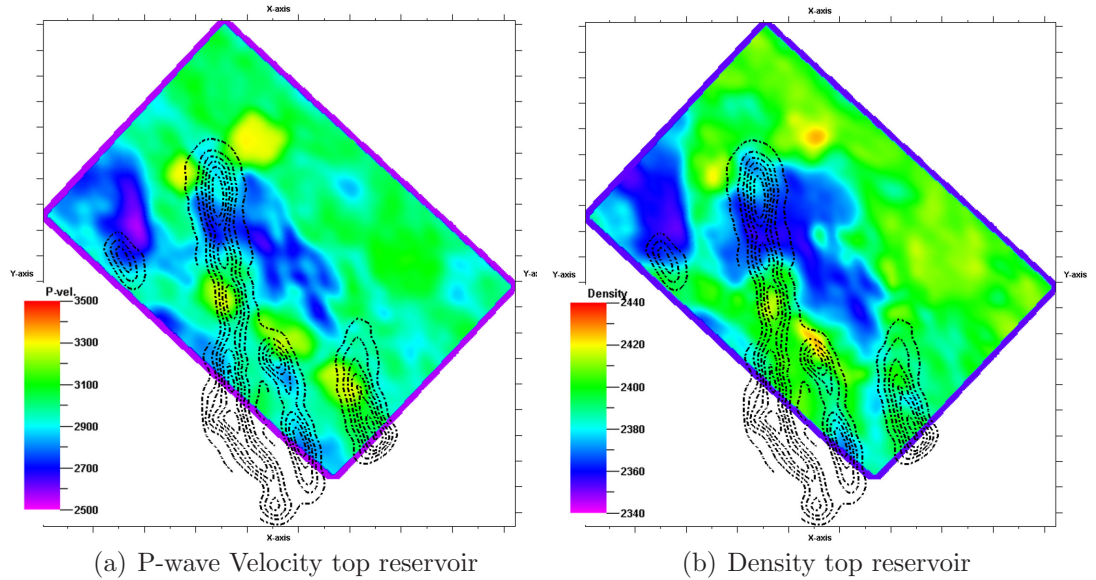 X-axis
X-axis
Y-axis
Y-a
Y-axis
Y-axis
P-vel.
3500
3300
3100
2900
2700
2500
Density
2440
2420
2400
2380
2360
2340
X-axis
X-axis
(a) P-wave Velocity top reservoir
(b) Density top reservoir